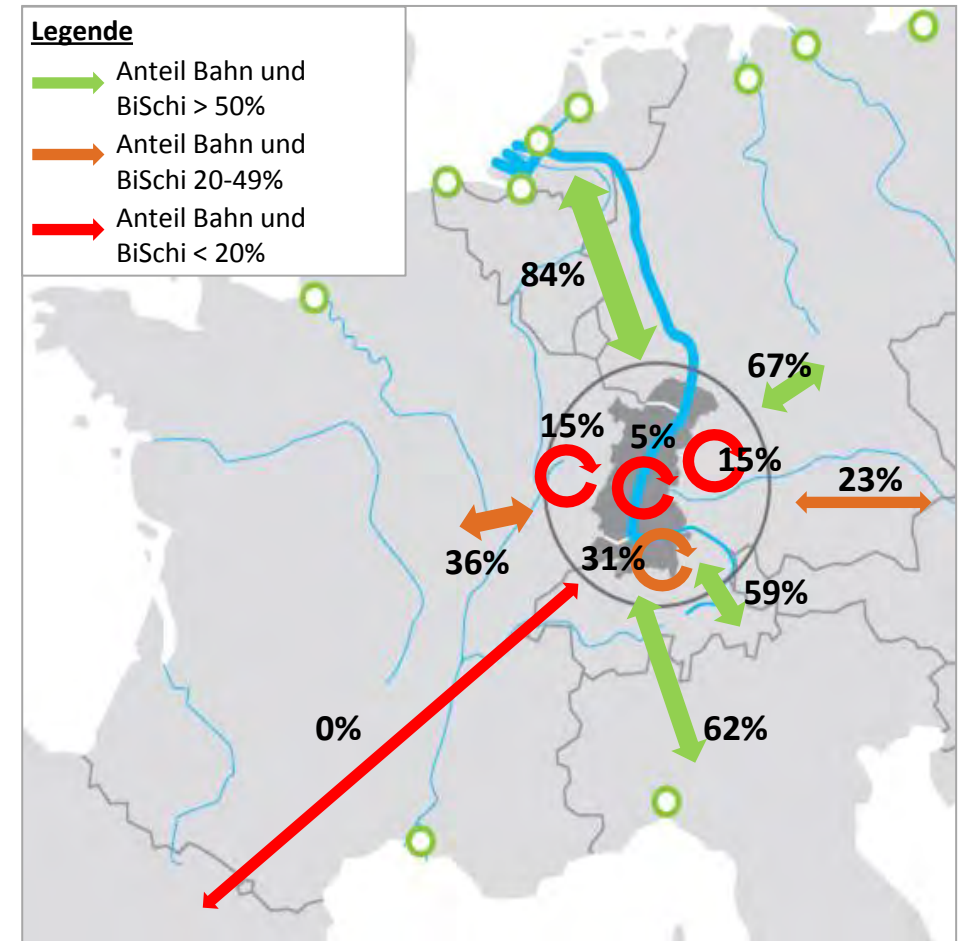 Legende
Anteil Bahn und
BiSchi > 50%
Anteil Bahn und
BiSchi 20-49%
Anteil Bahn und
BiSchi < 20%
84%
67%
15%
5%
15%
23%
36%
31%
59%
0%
62%